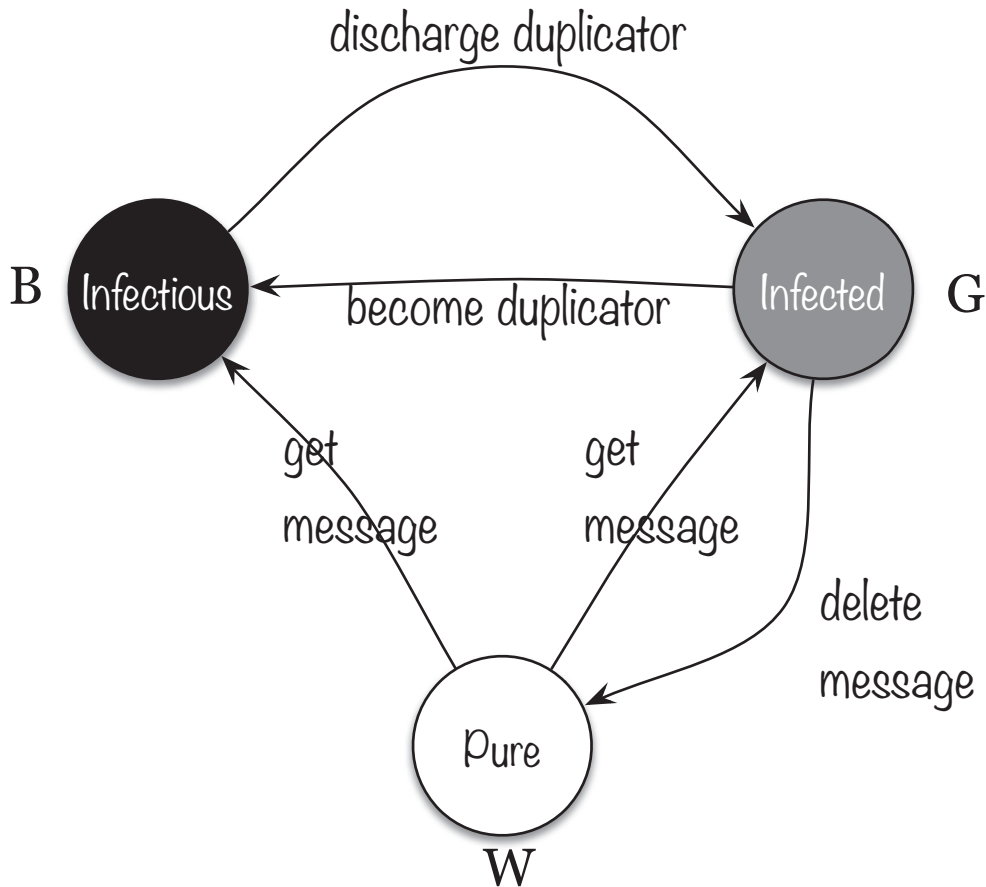 discharge duplicator
B
Infectious
Infected
G
become duplicator
get
message
get
message
delete
message
Pure
W